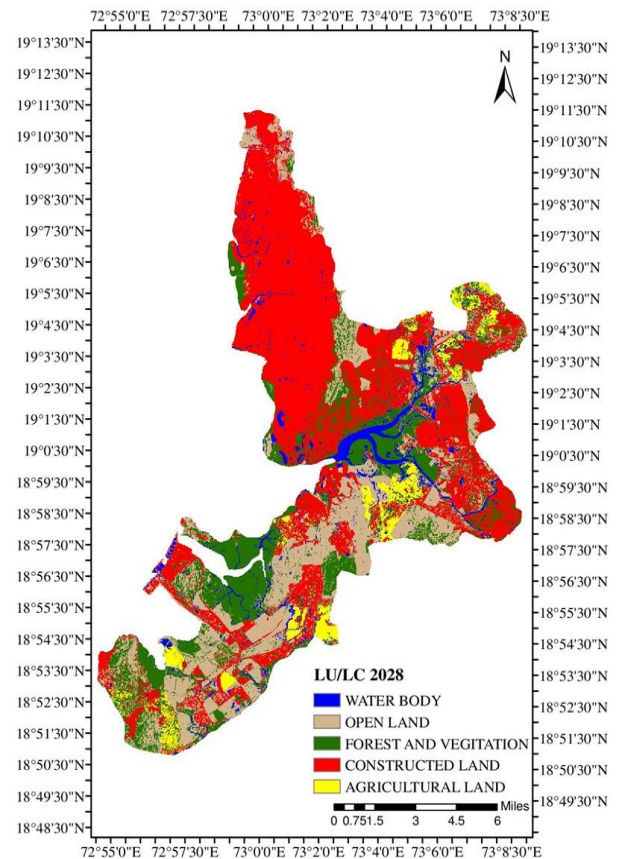 72°55'0"E 72°57'30"E 73°0'0"E 73°2'20"E 73°4'40"E 73°6'0"E 73°8'30"E
19°13'30"N 19°13'30"N
N
19°12'30"N 19°12'30"N
19°11'30"N 19°11'30"N
19°10'30"N 19°10'30"N
19°9'30"N 19°9'30"N
19°8'30"N 19°8'30"N
19°7'30"N 19°7'30"N
19°6'30"N 19°6'30"N
19°5'30"N 19°5'30"N
19°4'30"N 19°4'30"N
19°3'30"N 19°3'30"N
19°2'30"N 19°2'30"N
19°1'30"N 19°1'30"N
19°0'30"N 19°0'30"N
18°59'30"N 18°59'30"N
18°58'30"N 18°58'30"N
18°57'30"N 18°57'30"N
18°56'30"N 18°56'30"N
18°55'30"N 18°55'30"N
18°54'30"N 18°54'30"N
18°53'30"N 18°53'30"N
18°52'30"N 18°52'30"N
18°51'30"N 18°51'30"N
18°50'30"N 18°50'30"N
18°49'30"N 18°49'30"N
18°48'30"N
LU/LC 2028
WATER BODY
OPEN LAND
FOREST AND VEGITATION
CONSTRUCTED LAND
AGRICULTURAL LAND
Miles
0 0.751.5 3 4.5 6
72°55'0"E 72°57'30"E 73°0'0"E 73°2'20"E 73°4'40"E 73°6'0"E 73°8'30"E